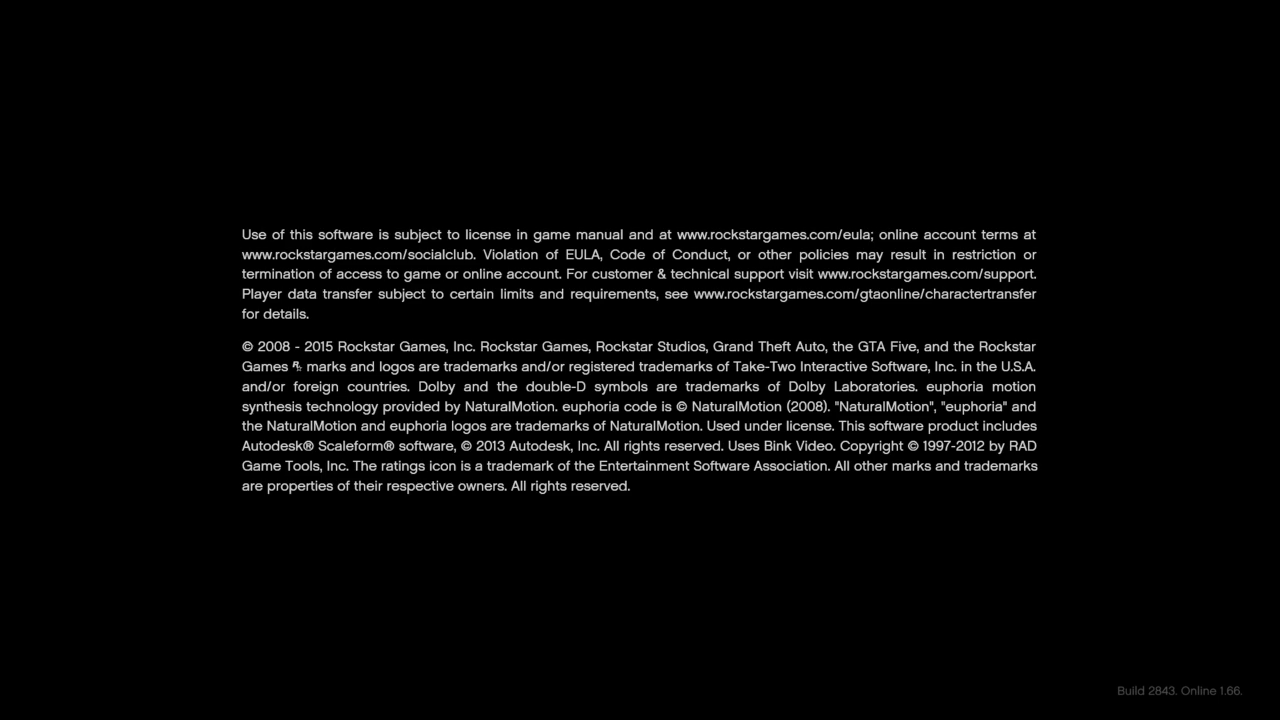 Use of this software is subject to license in game manual and at www.rockstargames.com/eula; online account terms at
www.rockstargames.com/socialclub. Violation of EULA, Code of Conduct, or other policies may result in restriction or
termination of access to game or online account. For customer & technical support visit www.rockstargames.com/support.
Player data transfer subject to certain limits and requirements, see www.rockstargames.com/gtaonline/charactertransfer
for details.
© 2008 - 2015 Rockstar Games, Inc. Rockstar Games, Rockstar Studios, Grand Theft Auto, the GTA Five, and the Rockstar
Games R* marks and logos are trademarks and/or registered trademarks of Take-Two Interactive Software, Inc. in the U.S.A.
and/or foreign countries. Dolby and the double-D symbols are trademarks of Dolby Laboratories. euphoria motion
synthesis technology provided by NaturalMotion. euphoria code is © NaturalMotion (2008). "NaturalMotion", "euphoria" and
the NaturalMotion and euphoria logos are trademarks of NaturalMotion. Used under license. This software product includes
Autodesk® Scaleform® software, © 2013 Autodesk, Inc. All rights reserved. Uses Bink Video. Copyright © 1997-2012 by RAD
Game Tools, Inc. The ratings icon is a trademark of the Entertainment Software Association. All other marks and trademarks
are properties of their respective owners. All rights reserved.
Build 2843. Online 1.66.